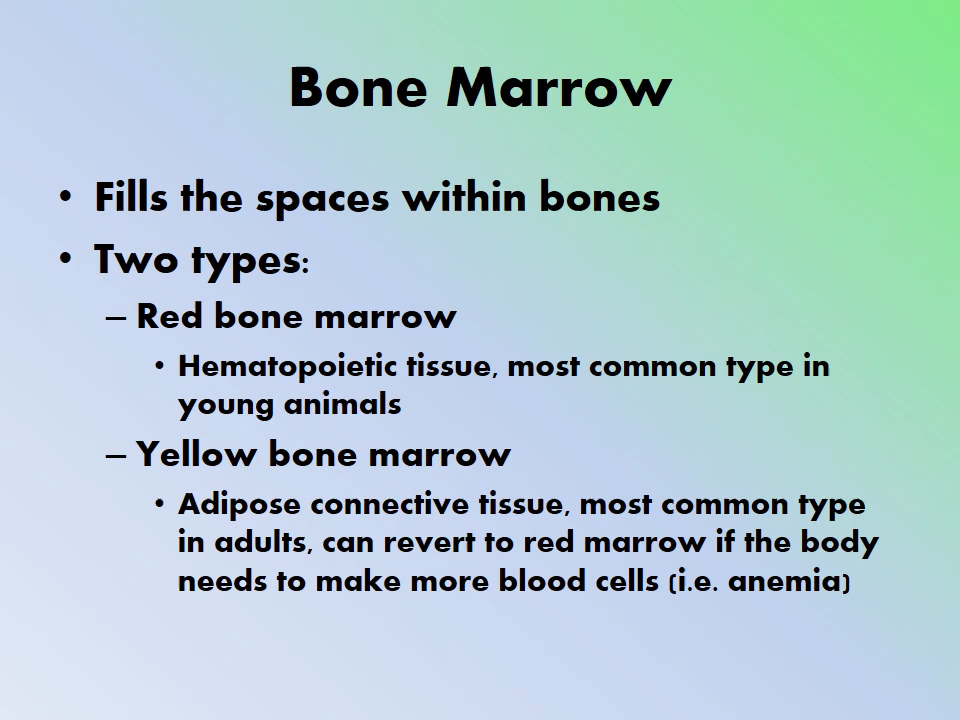 Bone Marrow
• Fills the spaces within bones
• Two types:
– Red bone marrow
• Hematopoietic tissue, most common type in
young animals
– Yellow bone marrow
• Adipose connective tissue, most common type
in adults, can revert to red marrow if the body
needs to make more blood cells (i.e. anemia)